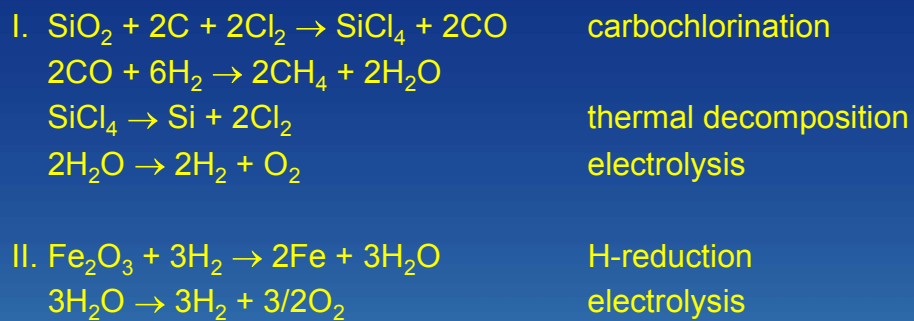 I. SiO₂ + 2C + 2Cl₂ → SiCl₄ + 2CO carbochlorination
2CO + 6H₂ → 2CH₄ + 2H₂O
SiCl₄ → Si + 2Cl₂ thermal decomposition
2H₂O → 2H₂ + O₂ electrolysis
II. Fe₂O₃ + 3H₂ → 2Fe + 3H₂O H-reduction
3H₂O → 3H₂ + 3/2O₂ electrolysis